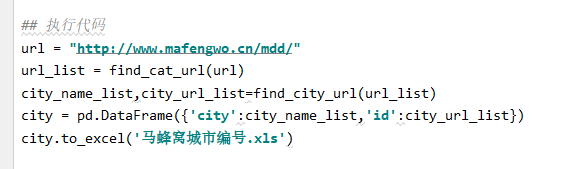 ## 执行代码
url = "http://www.mafengwo.cn/mdd/"
url_list = find_cat_url(url)
city_name_list,city_url_list=find_city_url(url_list)
city = pd.DataFrame({'city':city_name_list,'id':city_url_list})
city.to_excel('马蜂窝城市编号.xls')